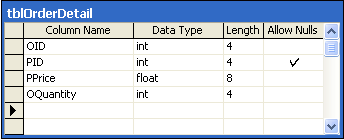 tblOrderDetail
Column Name Data Type Length Allow Nulls
OID int 4
PID int 4 ✓
PPrice float 8
OQuantity int 4